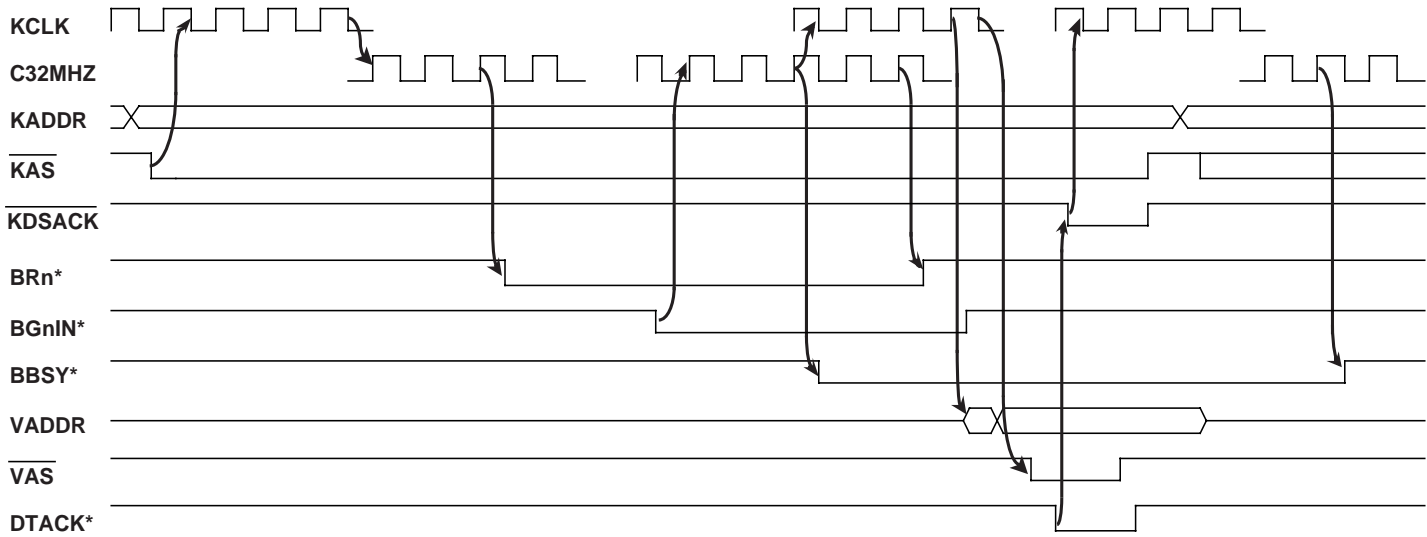 KCLK
C32MHZ
KADDR
KAS
KDSACK
BRn*
BGnIN*
BBSY*
VADDR
VAS
DTACK*